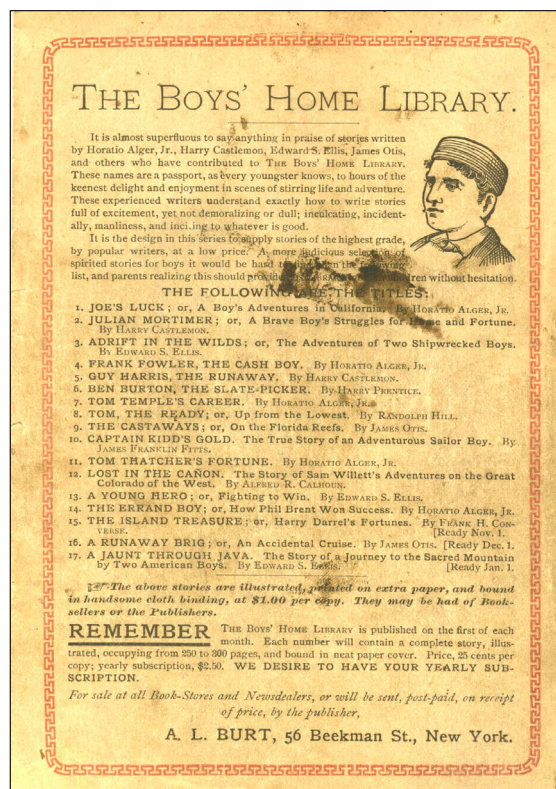 THE BOYS' HOME LIBRARY.
It is almost superfluous to say anything in praise of stories written
by Horatio Alger, Jr., Harry Castlemon, Edward S. Ellis, James Otis,
and others who have contributed to THE BOYS' HOME LIBRARY.
These names are a passport, as every youngster knows, to hours of the
keenest delight and enjoyment in scenes of stirring life and adventure.
These experienced writers understand exactly how to write stories
full of excitement, yet not demoralizing or dull; inculcating, incident-
ally, manliness, and inciting to whatever is good.
It is the design in this series to supply stories of the highest grade,
by popular writers, at a low price. A more judicious selection of
spirited stories for boys it would be hard to find than the following
list, and parents realizing this should without hesitation.
THE FOLLOWING ARE THE TITLES:
1. JOE'S LUCK; or, A Boy's Adventures in California. By HORATIO ALGER, JR.
2. JULIAN MORTIMER; or, A Brave Boy's Struggles for Home and Fortune.
By HARRY CASTLEMON.
3. ADRIFT IN THE WILDS; or, The Adventures of Two Shipwrecked Boys.
By EDWARD S. ELLIS.
4. FRANK FOWLER, THE CASH BOY. By HORATIO ALGER, JR.
5. GUY HARRIS, THE RUNAWAY. By HARRY CASTLEMON.
6. BEN BURTON, THE SLATE-PICKER. By HARRY PRENTICE.
7. TOM TEMPLE'S CAREER. By HORATIO ALGER, JR.
8. TOM, THE READY; or, Up from the Lowest. By RANDOLPH HILL.
9. THE CASTAWAYS; or, On the Florida Reefs. By JAMES OTIS.
10. CAPTAIN KIDD'S GOLD. The True Story of an Adventurous Sailor Boy. By
JAMES FRANKLIN FITTS.
11. TOM THATCHER'S FORTUNE. By HORATIO ALGER, JR.
12. LOST IN THE CAÑON. The Story of Sam Willett's Adventures on the Great
Colorado of the West. By ALFRED R. CALHOUN.
13. A YOUNG HERO; or, Fighting to Win. By EDWARD S. ELLIS.
14. THE ERRAND BOY; or, How Phil Brent Won Success. By HORATIO ALGER, JR.
15. THE ISLAND TREASURE; or, Harry Darrel's Fortunes. By FRANK H. CON-
VERSE. [Ready Nov. 1.
16. A RUNAWAY BRIG; or, An Accidental Cruise. By JAMES OTIS. [Ready Dec. 1.
17. A JAUNT THROUGH JAVA. The Story of a Journey to the Sacred Mountain
by Two American Boys. By EDWARD S. ELLIS. [Ready Jan. 1.
☞ The above stories are illustrated, printed on extra paper, and bound
in handsome cloth binding, at $1.00 per copy. They may be had of Book-
sellers or the Publishers.
REMEMBER THE BOYS' HOME LIBRARY is published on the first of each
month. Each number will contain a complete story, illus-
trated, occupying from 250 to 300 pages, and bound in neat paper cover. Price, 25 cents per
copy; yearly subscription, $2.50. WE DESIRE TO HAVE YOUR YEARLY SUB-
SCRIPTION.
For sale at all Book-Stores and Newsdealers, or will be sent, post-paid, on receipt
of price, by the publisher,
A. L. BURT, 56 Beekman St., New York.